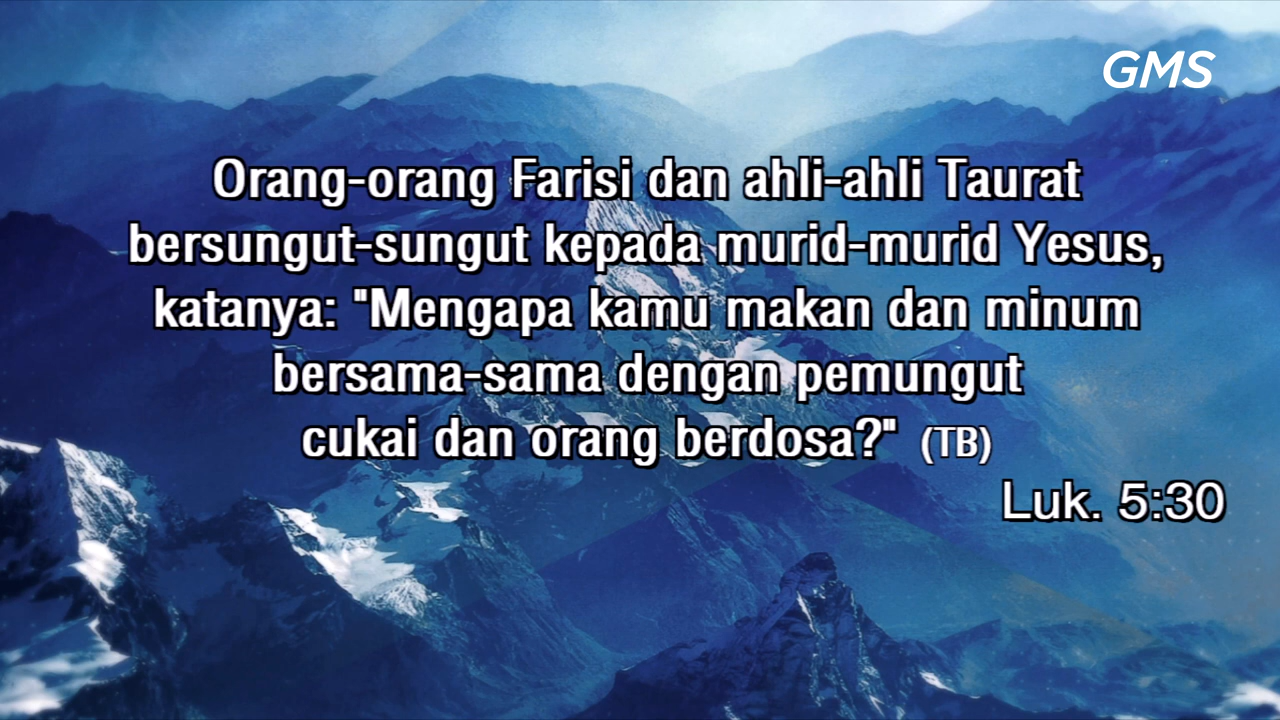 GMS
Orang-orang Farisi dan ahli-ahli Taurat
bersungut-sungut kepada murid-murid Yesus,
katanya: "Mengapa kamu makan dan minum
bersama-sama dengan pemungut
cukai dan orang berdosa?" (TB)
Luk. 5:30